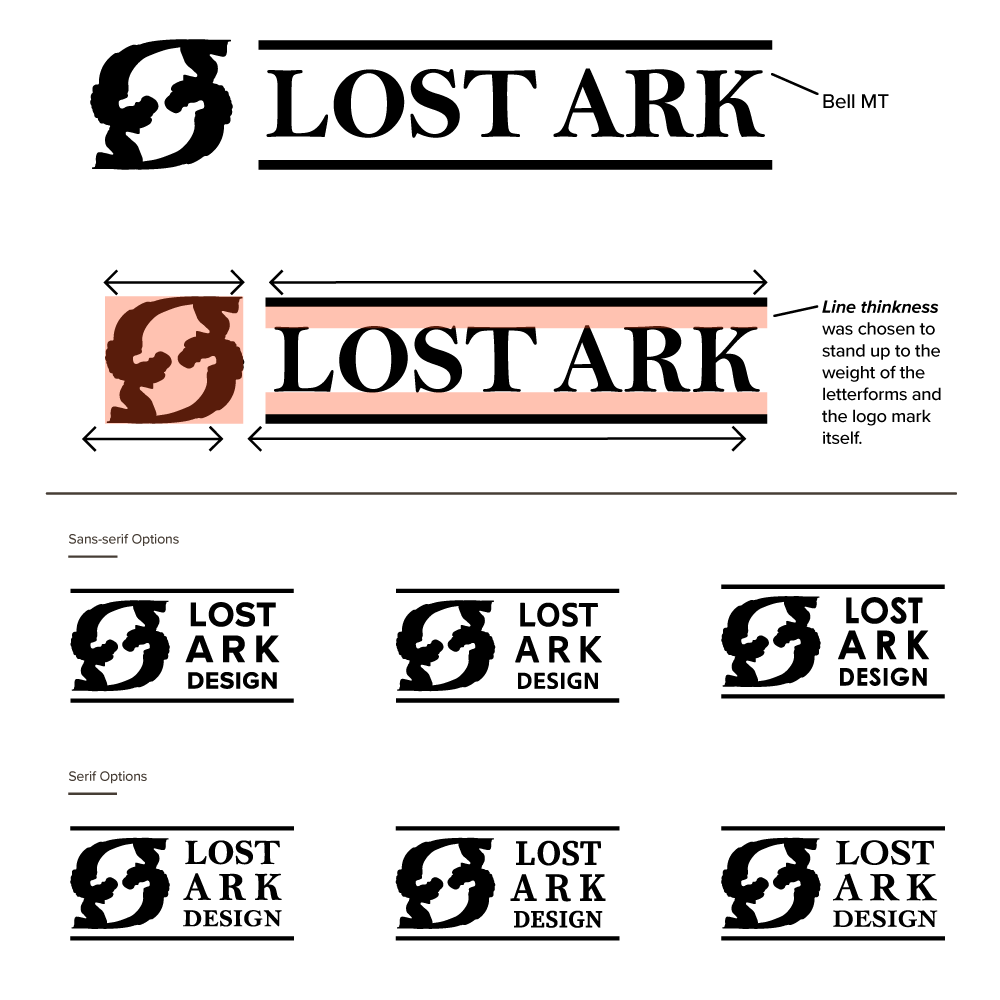 LOST ARK
Bell MT
LOST ARK
Line thinkness
was chosen to
stand up to the
weight of the
letterforms and
the logo mark
itself.
Sans-serif Options
LOST
ARK
DESIGN
LOST
ARK
DESIGN
LOST
ARK
DESIGN
Serif Options
LOST
ARK
DESIGN
LOST
ARK
DESIGN
LOST
ARK
DESIGN